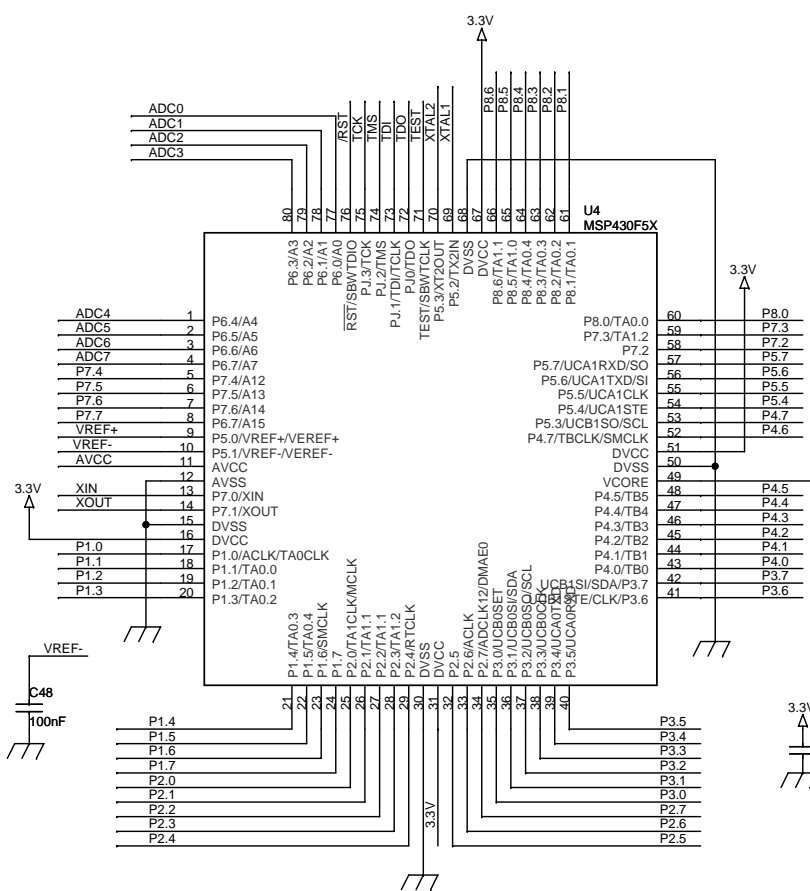 3.3V
ADC0
ADC1
ADC2
ADC3
/RST
TCK
TMS
TDI
TDO
TEST
XTAL2
XTAL1
P8.6
P8.5
P8.4
P8.3
P8.2
P8.1
U4
MSP430F5X
80
79
78
77
76
75
74
73
72
71
70
69
68
67
66
65
64
63
62
61
P6.3/A3
P6.2/A2
P6.1/A1
P6.0/A0
RST/SBWTDIO
PJ.3/TCK
PJ.2/TMS
PJ.1/TDI/TCLK
PJ0/TDO
TEST/SBWTCLK
P5.3/XT2OUT
P5.2/TX2IN
DVSS
DVCC
P8.6/TA1.1
P8.5/TA1.0
P8.4/TA0.4
P8.3/TA0.3
P8.2/TA0.2
P8.1/TA0.1
3.3V
ADC4 1 P6.4/A4
ADC5 2 P6.5/A5
ADC6 3 P6.6/A6
ADC7 4 P6.7/A7
P7.4 5 P7.4/A12
P7.5 6 P7.5/A13
P7.6 7 P7.6/A14
P7.7 8 P6.7/A15
VREF+ 9 P5.0/VREF+/VEREF+
VREF- 10 P5.1/VREF-/VEREF-
AVCC 11 AVCC
12 AVSS
XIN 13 P7.0/XIN
XOUT 14 P7.1/XOUT
15 DVSS
3.3V
16 DVCC
P1.0 17 P1.0/ACLK/TA0CLK
P1.1 18 P1.1/TA0.0
P1.2 19 P1.2/TA0.1
P1.3 20 P1.3/TA0.2
P8.0/TA0.0 60 P8.0
P7.3/TA1.2 59 P7.3
P7.2 58 P7.2
P5.7/UCA1RXD/SO 57 P5.7
P5.6/UCA1TXD/SI 56 P5.6
P5.5/UCA1CLK 55 P5.5
P5.4/UCA1STE 54 P5.4
P5.3/UCB1SO/SCL 53 P4.7
P4.7/TBCLK/SMCLK 52 P4.6
DVCC 51
DVSS 50
VCORE 49
P4.5/TB5 48 P4.5
P4.4/TB4 47 P4.4
P4.3/TB3 46 P4.3
P4.2/TB2 45 P4.2
P4.1/TB1 44 P4.1
P4.0/TB0 43 P4.0
UCB1SI/SDA/P3.7 42 P3.7
UCB1STE/CLK/P3.6 41 P3.6
P1.4/TA0.3
P1.5/TA0.4
P1.6/SMCLK
P1.7
P2.0/TA1CLK/MCLK
P2.1/TA1.1
P2.2/TA1.1
P2.3/TA1.2
P2.4/RTCLK
DVSS
DVCC
P2.5
P2.6/ACLK
P2.7/ADCLK12/DMAE0
P3.0/UCB0SET
P3.1/UCB0SI/SDA
P3.2/UCB0SO/SCL
P3.3/UCB0CLK
P3.4/UCA0TXD
P3.5/UCA0RXD
21
22
23
24
25
26
27
28
29
30
31
32
33
34
35
36
37
38
39
40
VREF-
C48
100nF
P1.4
P1.5
P1.6
P1.7
P2.0
P2.1
P2.2
P2.3
P2.4
3.3V
P3.5
P3.4
P3.3
P3.2
P3.1
P3.0
P2.7
P2.6
P2.5
3.3V